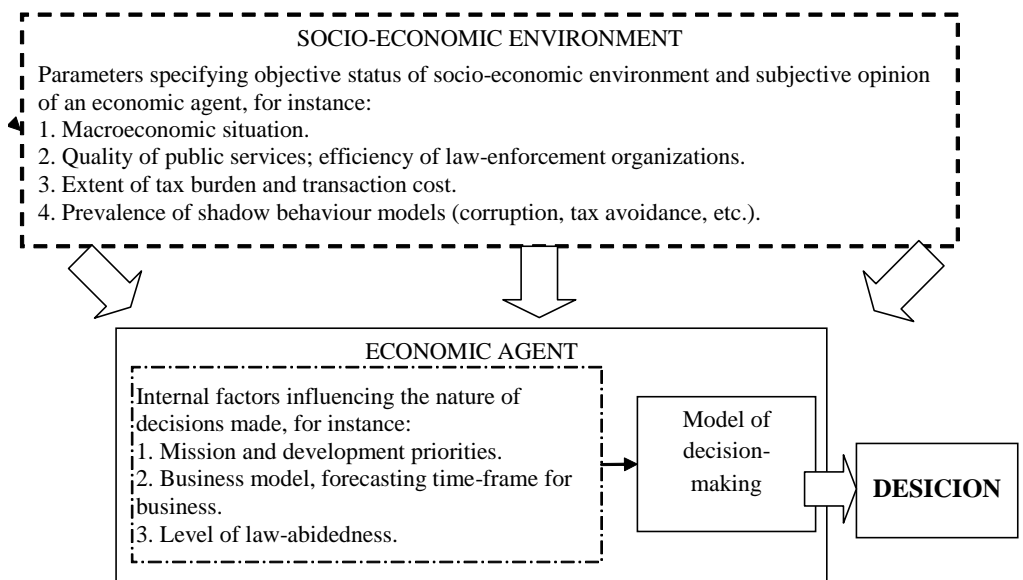 SOCIO-ECONOMIC ENVIRONMENT
Parameters specifying objective status of socio-economic environment and subjective opinion
of an economic agent, for instance:
1. Macroeconomic situation.
2. Quality of public services; efficiency of law-enforcement organizations.
3. Extent of tax burden and transaction cost.
4. Prevalence of shadow behaviour models (corruption, tax avoidance, etc.).
ECONOMIC AGENT
Internal factors influencing the nature of
decisions made, for instance:
1. Mission and development priorities.
2. Business model, forecasting time-frame for
business.
3. Level of law-abidedness.
Model of
decision-
making
DESICION